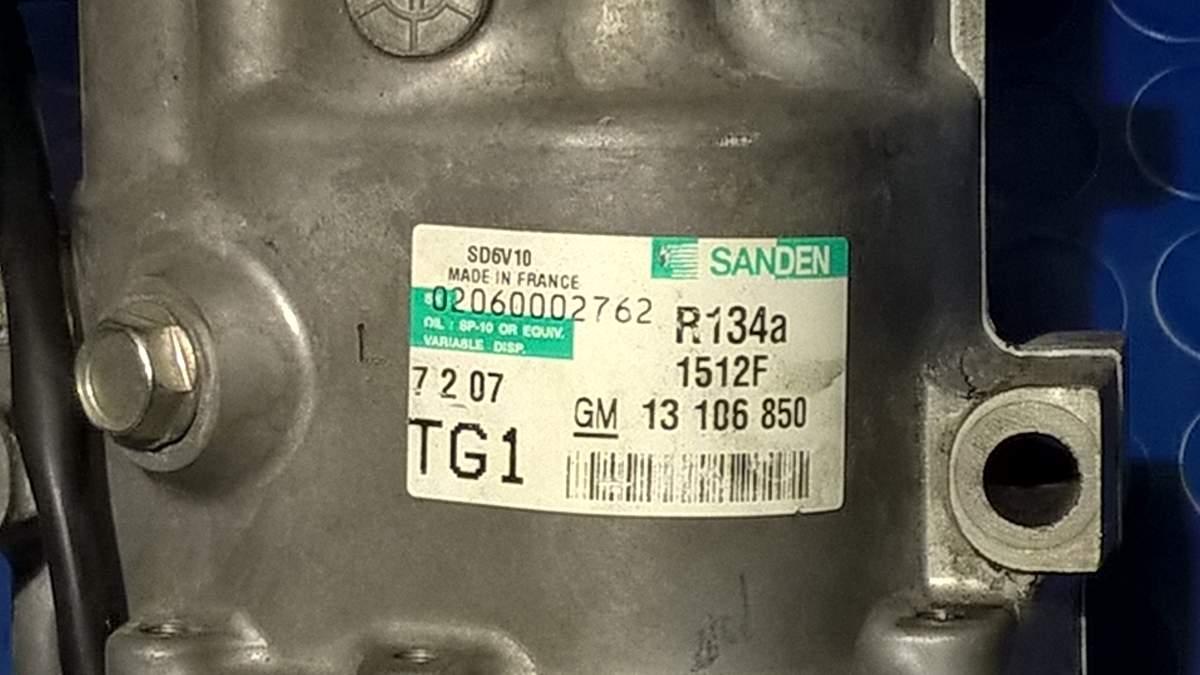 SD6V10
SANDEN
MADE IN FRANCE
02060002762
OIL : SP-10 OR EQUIV.
VARIABLE DISP.
R134a
1512F
7 2 07
GM 13 106 850
TG1